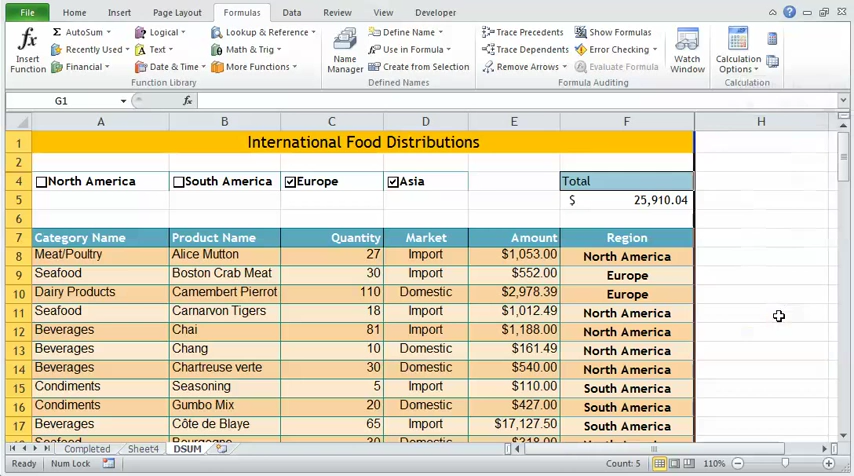 File Home Insert Page Layout Formulas Data Review View Developer
fx Insert Function
Σ AutoSum Logical Lookup & Reference
Recently Used Text Math & Trig
Financial Date & Time More Functions
Function Library
Name Manager
Define Name
Use in Formula
Create from Selection
Defined Names
Trace Precedents Show Formulas
Trace Dependents Error Checking
Remove Arrows Evaluate Formula
Formula Auditing
Watch Window
Calculation Options
Calculation
G1 fx
A B C D E F H
1 International Food Distributions
2
4 North America South America Europe Asia Total
5 $ 25,910.04
6
7 Category Name Product Name Quantity Market Amount Region
8 Meat/Poultry Alice Mutton 27 Import $1,053.00 North America
9 Seafood Boston Crab Meat 30 Import $552.00 Europe
10 Dairy Products Camembert Pierrot 110 Domestic $2,978.39 Europe
11 Seafood Carnarvon Tigers 18 Import $1,012.49 North America
12 Beverages Chai 81 Import $1,188.00 North America
13 Beverages Chang 10 Domestic $161.49 North America
14 Beverages Chartreuse verte 30 Domestic $540.00 North America
15 Condiments Seasoning 5 Import $110.00 South America
16 Condiments Gumbo Mix 20 Domestic $427.00 South America
17 Beverages Côte de Blaye 65 Import $17,127.50 South America
Completed Sheet4 DSUM
Ready Num Lock Count: 5 110%